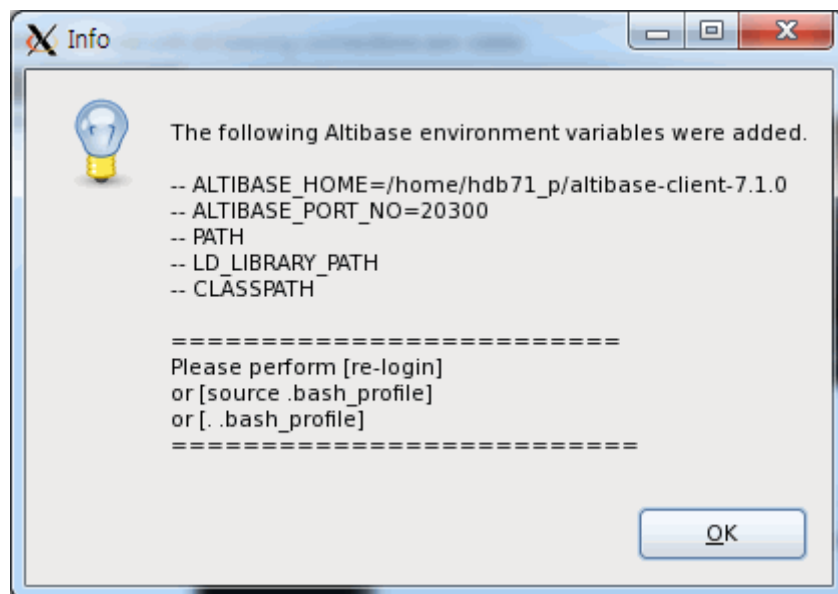 Info
The following Altibase environment variables were added.
-- ALTIBASE_HOME=/home/hdb71_p/altibase-client-7.1.0
-- ALTIBASE_PORT_NO=20300
-- PATH
-- LD_LIBRARY_PATH
-- CLASSPATH
=========================
Please perform [re-login]
or [source .bash_profile]
or [. .bash_profile]
==========================
OK